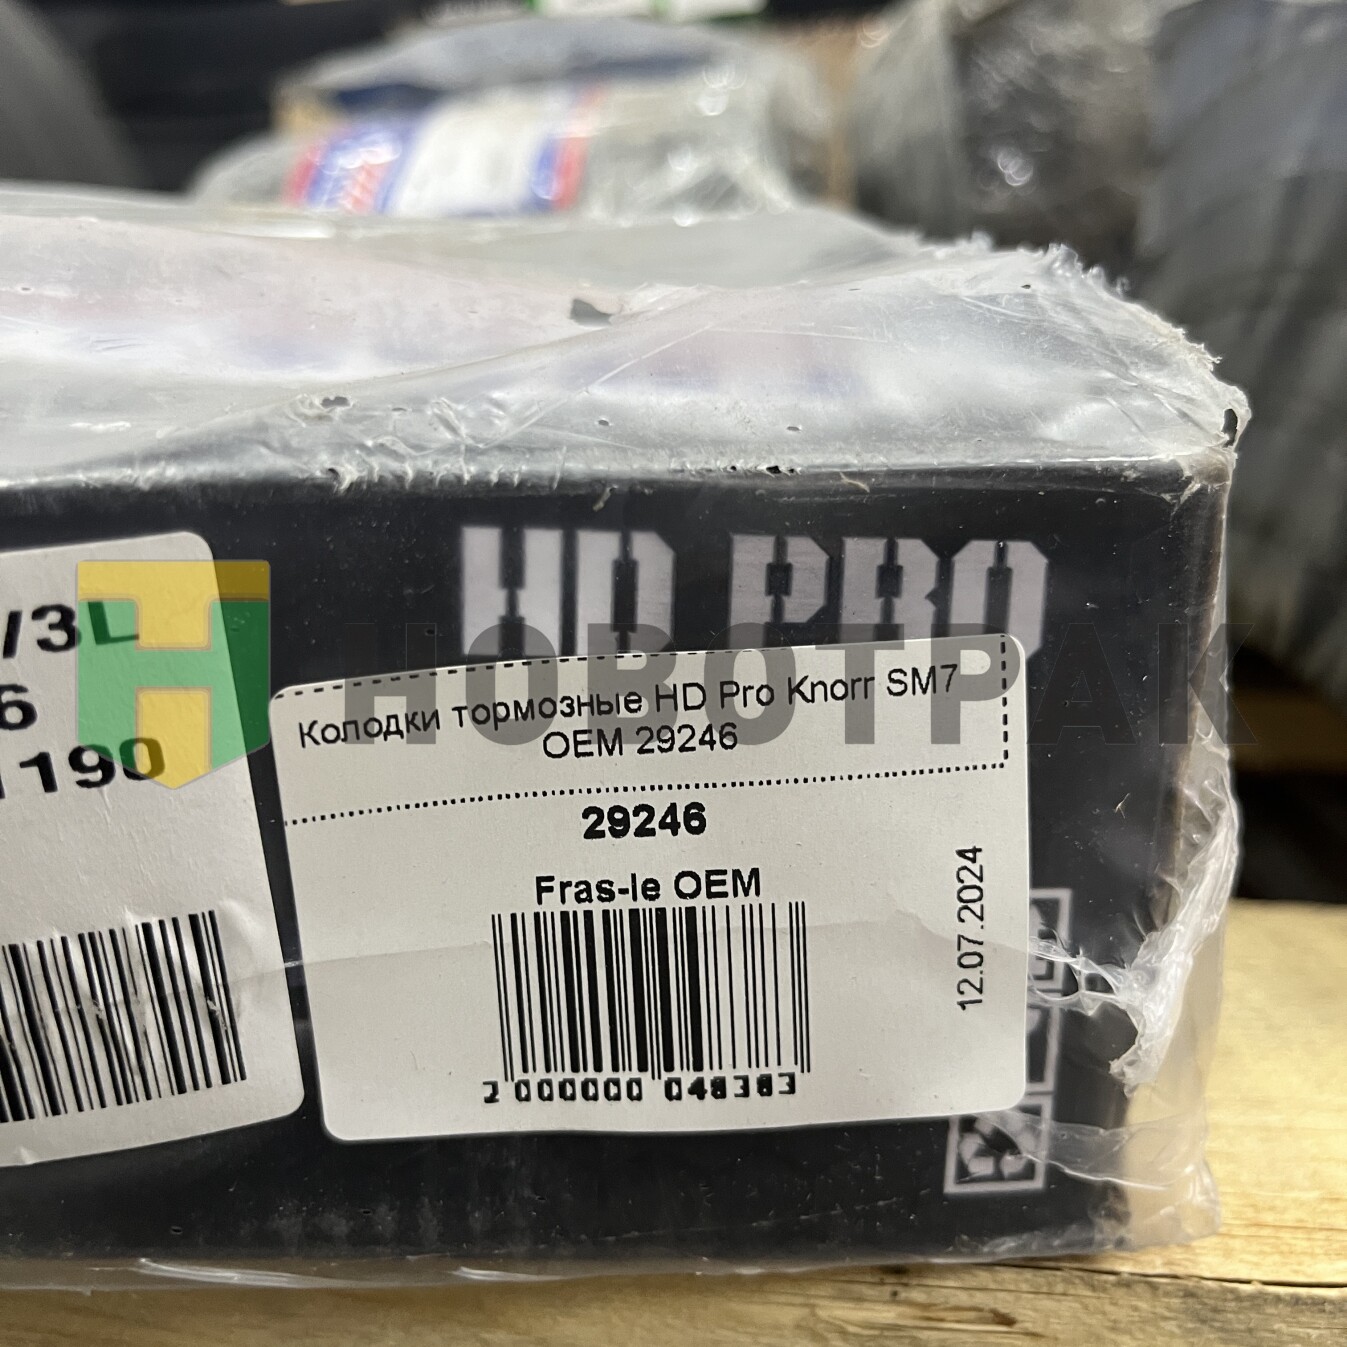 HD PRO
/3L
6
1190
НОВОТРАК
Колодки тормозные HD Pro Knorr SM7
OEM 29246
29246
Fras-le OEM
12.07.2024
2 000000 048383